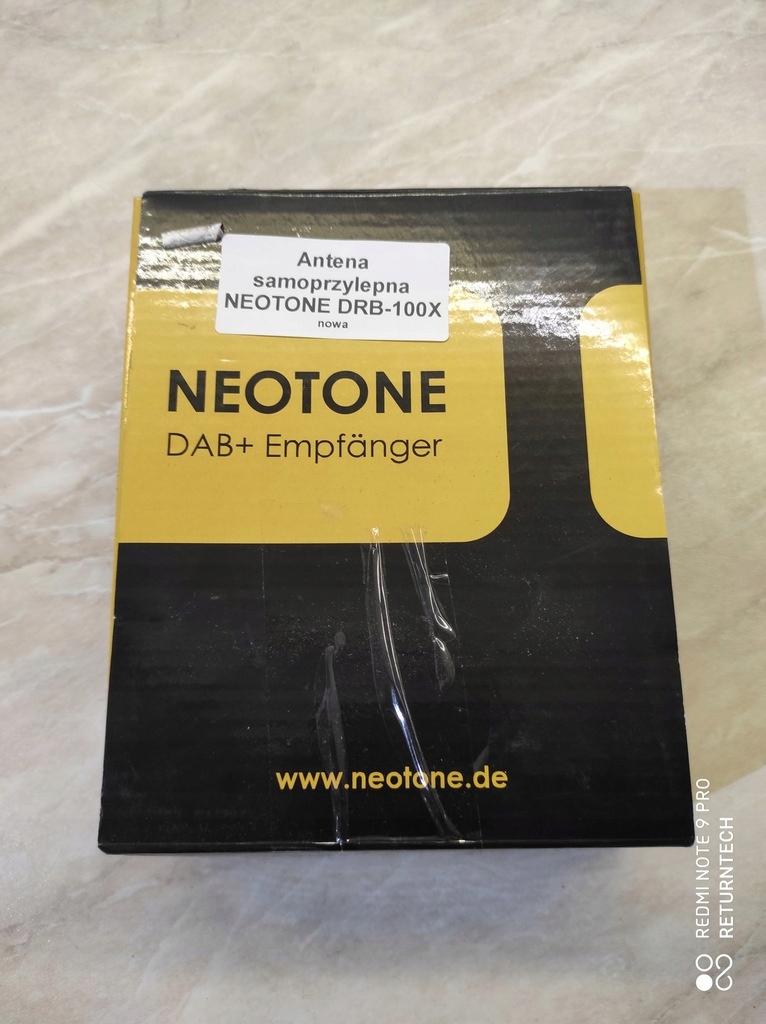 Antena
samoprzylepna
NEOTONE DRB-100X
nowa
NEOTONE
DAB+ Empfänger
www.neotone.de
REDMI NOTE 9 PRO
RETURNTECH